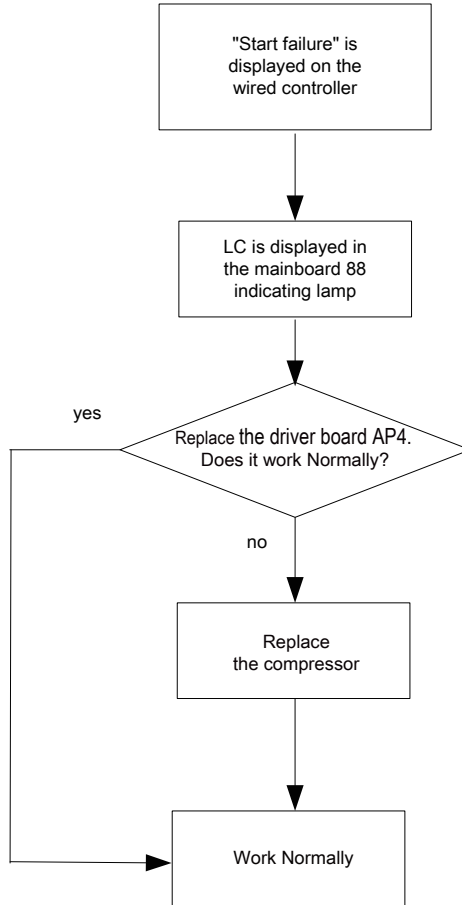 "Start failure" is
displayed on the
wired controller
LC is displayed in
the mainboard 88
indicating lamp
yes
Replace the driver board AP4.
Does it work Normally?
no
Replace
the compressor
Work Normally